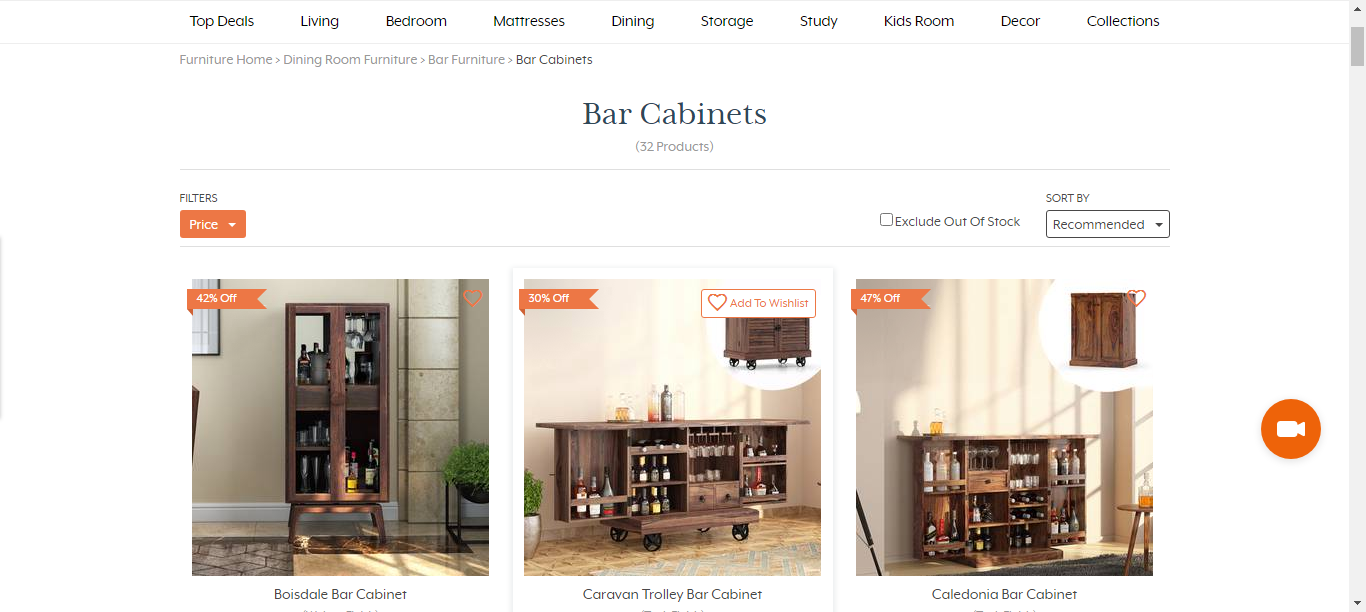 Top Deals Living Bedroom Mattresses Dining Storage Study Kids Room Decor Collections
Furniture Home > Dining Room Furniture > Bar Furniture > Bar Cabinets
Bar Cabinets
(32 Products)
FILTERS
SORT BY
Price
Exclude Out Of Stock
Recommended
42% Off
30% Off
Add To Wishlist
47% Off
Boisdale Bar Cabinet
Caravan Trolley Bar Cabinet
Caledonia Bar Cabinet